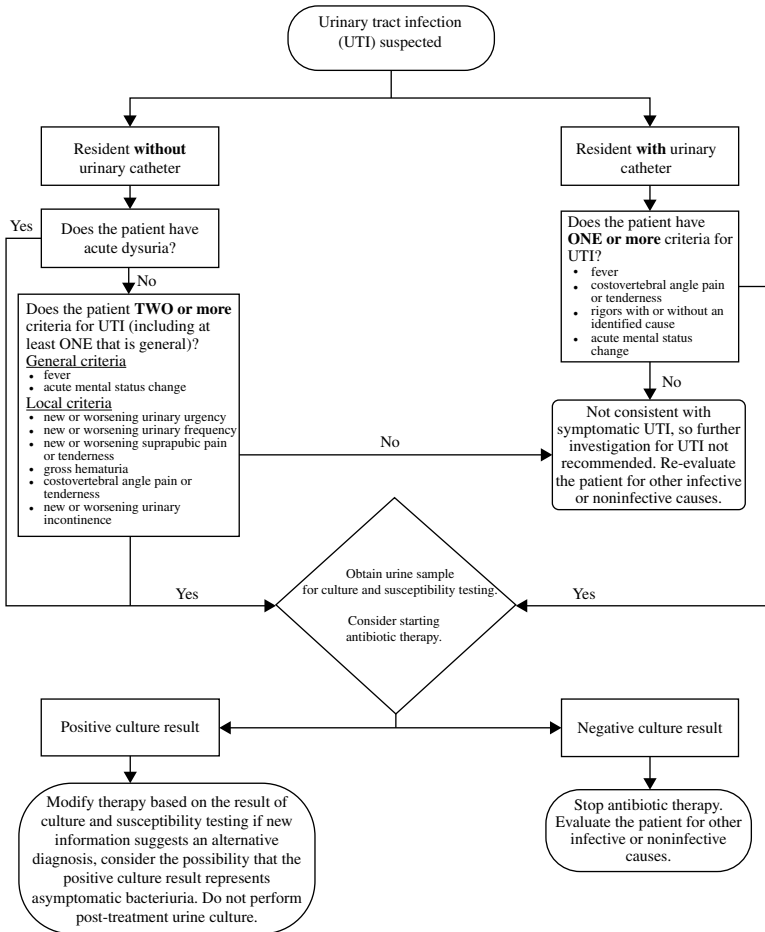 Urinary tract infection
(UTI) suspected
Resident without
urinary catheter
Resident with urinary
catheter
Yes
Does the patient have
acute dysuria?
No
Does the patient have
ONE or more criteria for
UTI?
• fever
• costovertebral angle pain
or tenderness
• rigors with or without an
identified cause
• acute mental status
change
No
Does the patient TWO or more
criteria for UTI (including at
least ONE that is general)?
General criteria
• fever
• acute mental status change
Local criteria
• new or worsening urinary urgency
• new or worsening urinary frequency
• new or worsening suprapubic pain
or tenderness
• gross hematuria
• costovertebral angle pain or
tenderness
• new or worsening urinary
incontinence
No
Not consistent with
symptomatic UTI, so further
investigation for UTI not
recommended. Re-evaluate
the patient for other infective
or noninfective causes.
Yes
Obtain urine sample
for culture and susceptibility testing.
Consider starting
antibiotic therapy.
Yes
Positive culture result
Negative culture result
Modify therapy based on the result of
culture and susceptibility testing if new
information suggests an alternative
diagnosis, consider the possibility that the
positive culture result represents
asymptomatic bacteriuria. Do not perform
post-treatment urine culture.
Stop antibiotic therapy.
Evaluate the patient for other
infective or noninfective
causes.